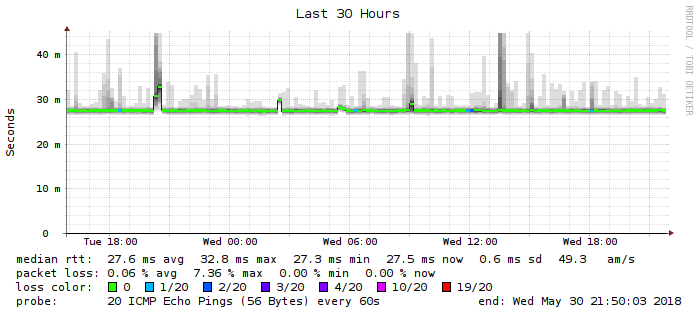 Last 30 Hours
RRDTOOL / TOBI OETIKER
Seconds
40 m
30 m
20 m
10 m
0
Tue 18:00 Wed 00:00 Wed 06:00 Wed 12:00 Wed 18:00
median rtt: 27.6 ms avg 32.8 ms max 27.3 ms min 27.5 ms now 0.6 ms sd 49.3 am/s
packet loss: 0.06 % avg 7.36 % max 0.00 % min 0.00 % now
loss color: 0 1/20 2/20 3/20 4/20 10/20 19/20
probe: 20 ICMP Echo Pings (56 Bytes) every 60s end: Wed May 30 21:50:03 2018